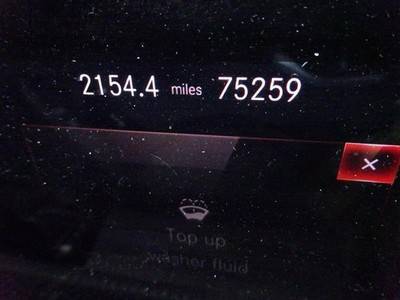 2154.4 miles 75259
Top up
washer fluid